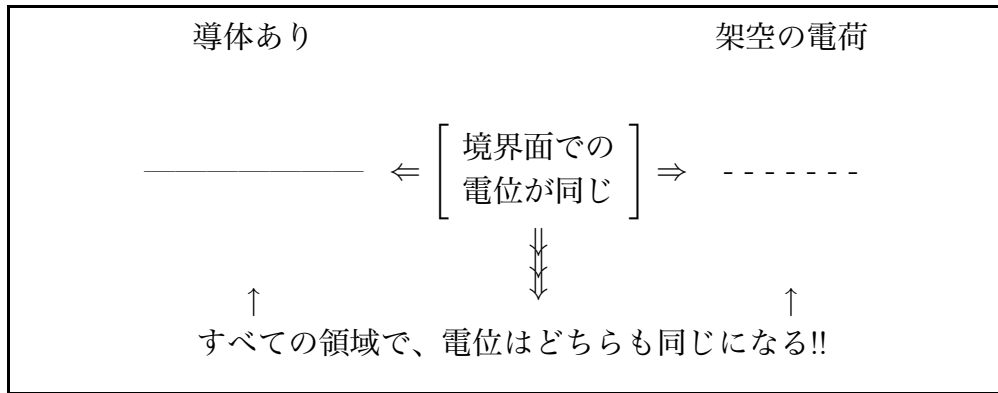 導体あり 架空の電荷
⇐ [ 境界面での 電位が同じ ] ⇒ - - - - - - -
⇓
↑ ↑
すべての領域で、電位はどちらも同じになる!!